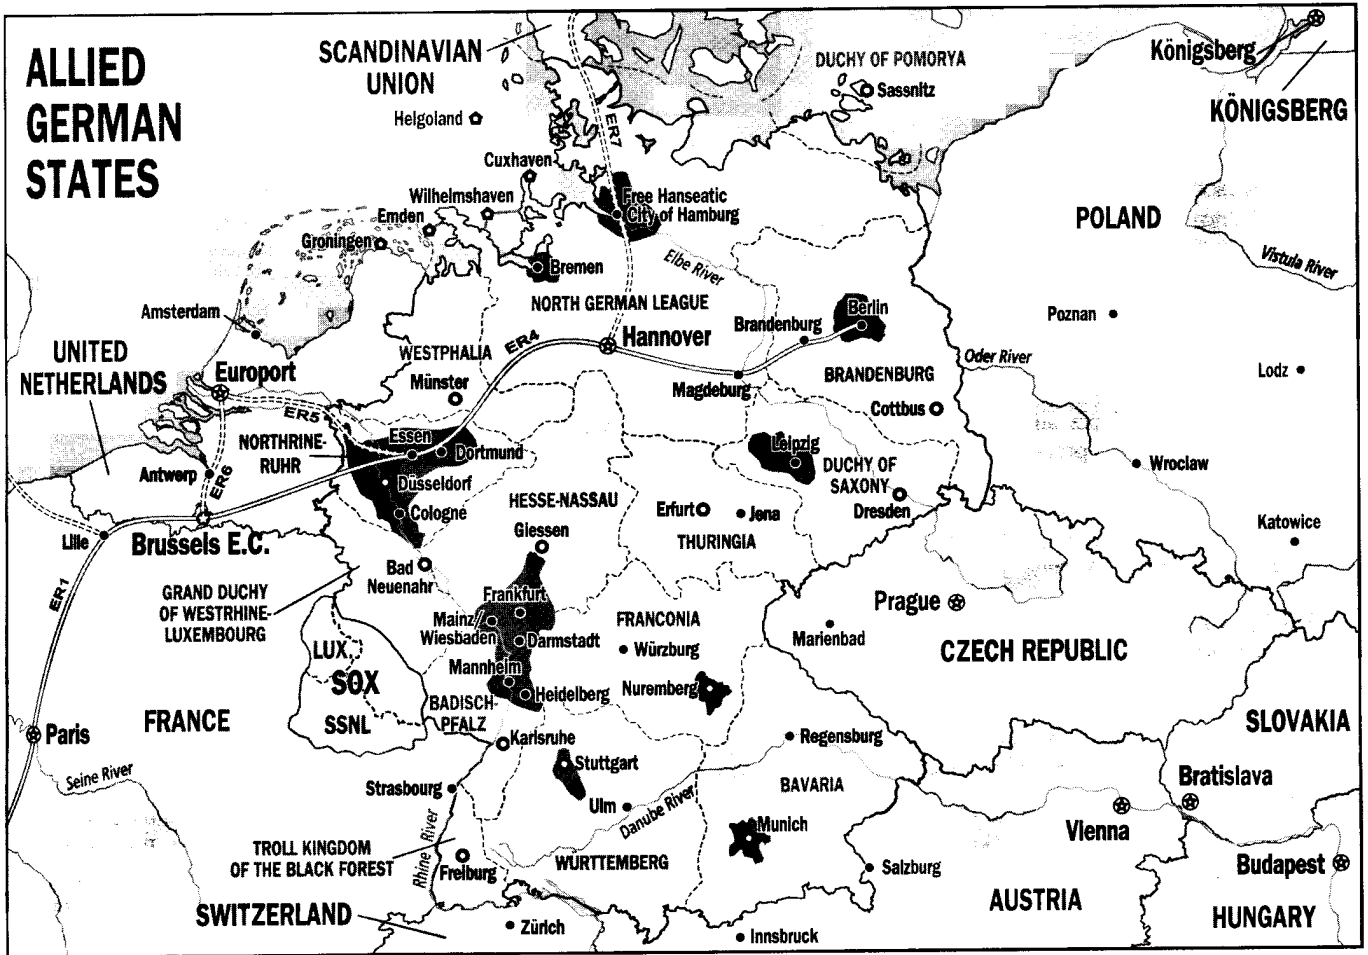 ALLIED
GERMAN
STATES
SCANDINAVIAN
UNION
Helgoland
Cuxhaven
Wilhelmshaven
Emden
Groningen
Amsterdam
ER7
Free Hanseatic
City of Hamburg
Bremen
Elbe River
DUCHY OF POMORYA
Sassnitz
Königsberg
KÖNIGSBERG
POLAND
Vistula River
Poznan
Lodz
Oder River
Wroclaw
Katowice
UNITED
NETHERLANDS
Europort
ER5
ER6
Antwerp
NORTH GERMAN LEAGUE
Hannover
ER4
WESTPHALIA
Münster
Magdeburg
Brandenburg
Berlin
BRANDENBURG
Cottbus
NORTHRINE-
RUHR
Essen
Dortmund
Düsseldorf
Cologne
HESSE-NASSAU
Giessen
Leipzig
DUCHY OF
SAXONY
Dresden
Erfurt
Jena
THURINGIA
Lille
Brussels E.C.
ER1
GRAND DUCHY
OF WESTRHINE-
LUXEMBOURG
Bad
Neuenahr
Frankfurt
Mainz/
Wiesbaden
Darmstadt
Mannheim
Heidelberg
FRANCONIA
Würzburg
Nuremberg
Marienbad
Prague
CZECH REPUBLIC
LUX.
SOX
SSNL
BADISCH-
PFALZ
Karlsruhe
FRANCE
Paris
Seine River
Strasbourg
Stuttgart
Ulm
Danube River
Regensburg
BAVARIA
Munich
SLOVAKIA
Bratislava
Vienna
Budapest
HUNGARY
TROLL KINGDOM
OF THE BLACK FOREST
Rhine River
Freiburg
WÜRTTEMBERG
Salzburg
AUSTRIA
SWITZERLAND
Zürich
Innsbruck